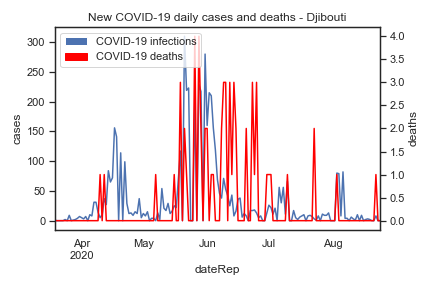 New COVID-19 daily cases and deaths - Djibouti
COVID-19 infections
COVID-19 deaths
cases
300
250
200
150
100
50
0
4.0
3.5
3.0
2.5
2.0
1.5
1.0
0.5
0.0
deaths
Apr
2020
May
Jun
Jul
Aug
dateRep